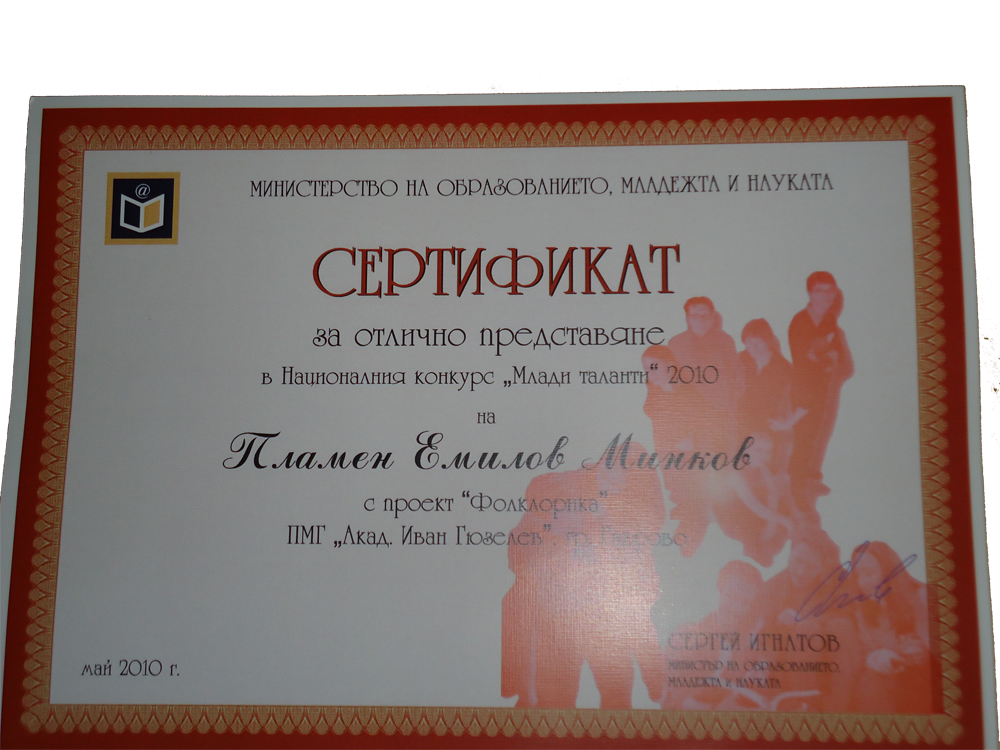 @
МИНИСТЕРСТВО НА ОБРАЗОВАНИЕТО, МЛАДЕЖТА И НАУКАТА
СЕРТИФИКАТ
за отлично представяне
в Националния конкурс „Млади таланти“ 2010
на
Пламен Емилов Минков
с проект “Фолклорика”
ПМГ „Акад. Иван Гюзелев”, гр. Габрово
СЕРГЕЙ ИГНАТОВ
МИНИСТЪР НА ОБРАЗОВАНИЕТО,
МЛАДЕЖТА И НАУКАТА
май 2010 г.